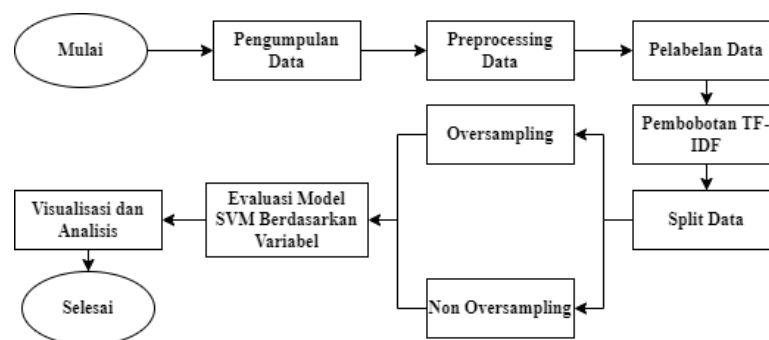 Mulai
Pengumpulan
Data
Preprocessing
Data
Pelabelan Data
Pembobotan TF-
IDF
Split Data
Oversampling
Non Oversampling
Evaluasi Model
SVM Berdasarkan
Variabel
Visualisasi dan
Analisis
Selesai